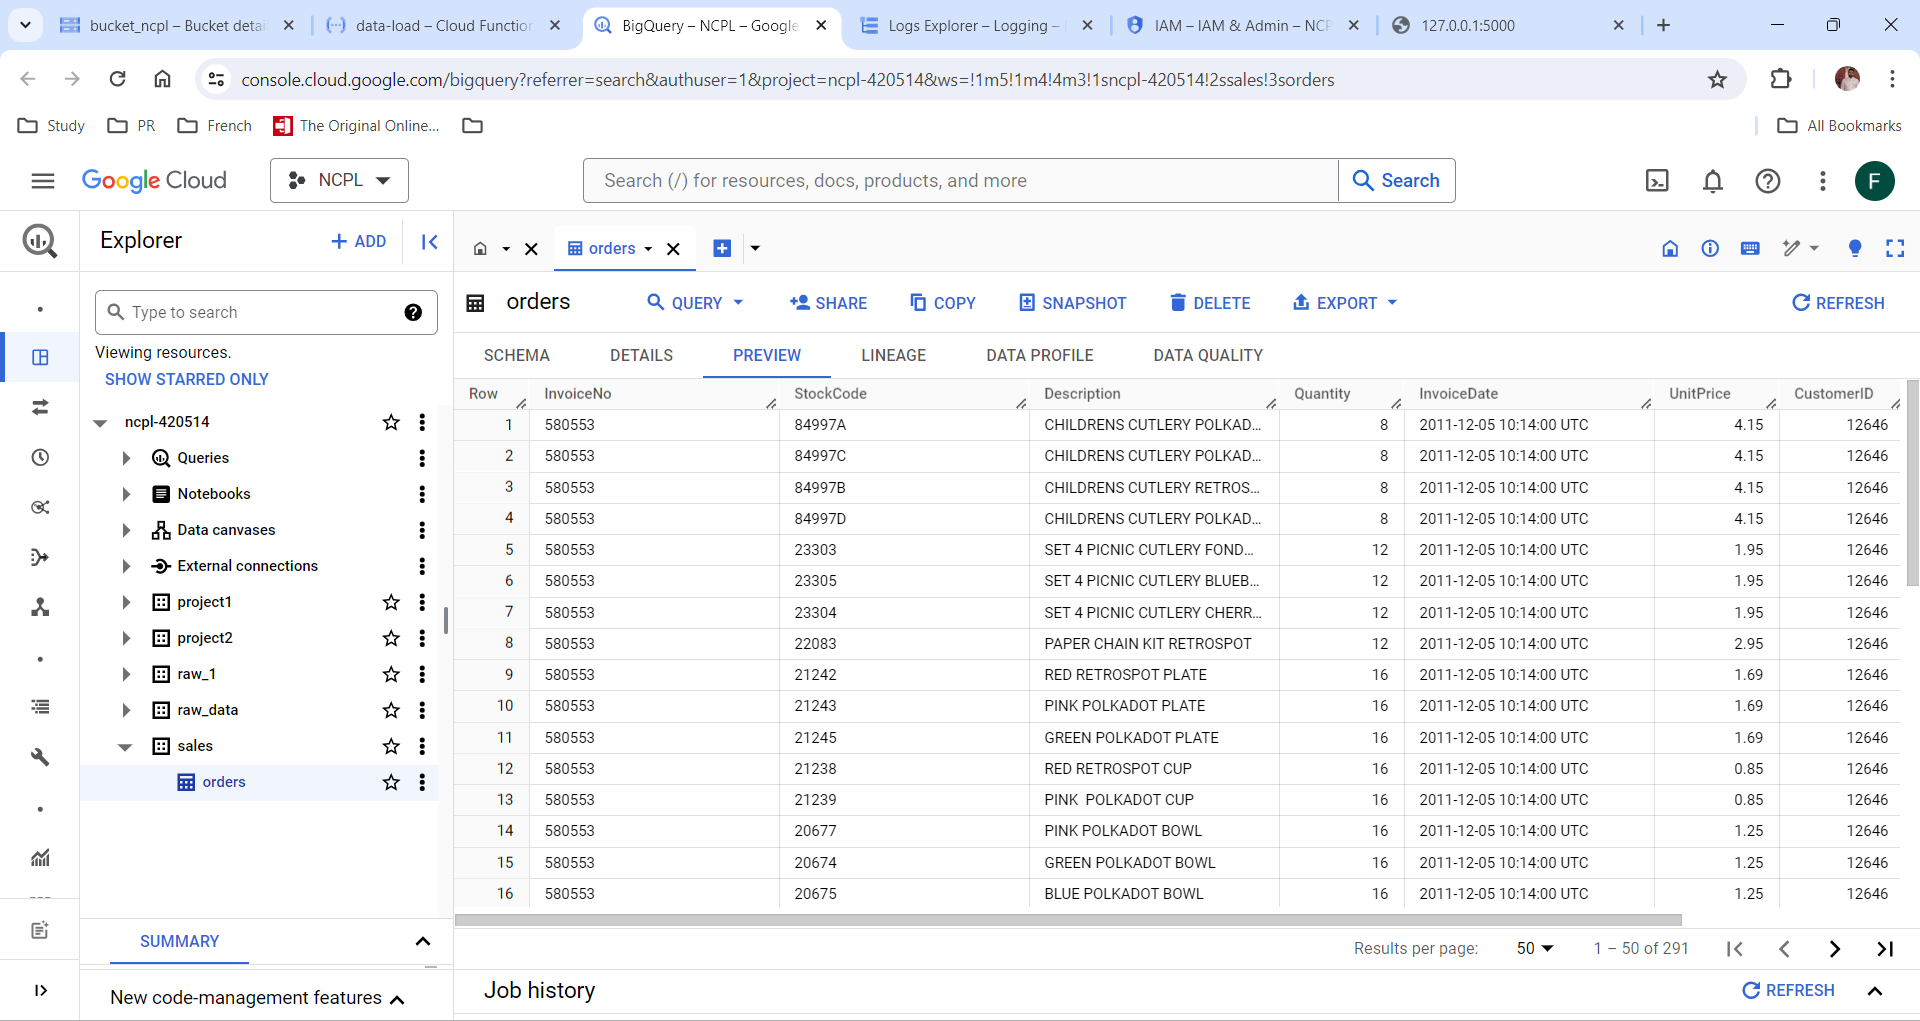 bucket_ncpl – Bucket detai
data-load – Cloud Function
BigQuery – NCPL – Google
Logs Explorer – Logging –
IAM – IAM & Admin – NCP
127.0.0.1:5000
console.cloud.google.com/bigquery?referrer=search&authuser=1&project=ncpl-420514&ws=!1m5!1m4!4m3!1sncpl-420514!2ssales!3sorders
Study
PR
French
The Original Online...
All Bookmarks
Google Cloud
NCPL
Search (/) for resources, docs, products, and more
Search
F
Explorer
+ ADD
orders
Type to search
Viewing resources.
SHOW STARRED ONLY
ncpl-420514
Queries
Notebooks
Data canvases
External connections
project1
project2
raw_1
raw_data
sales
orders
SUMMARY
New code-management features
orders
QUERY
SHARE
COPY
SNAPSHOT
DELETE
EXPORT
REFRESH
SCHEMA DETAILS PREVIEW LINEAGE DATA PROFILE DATA QUALITY
Row InvoiceNo StockCode Description Quantity InvoiceDate UnitPrice CustomerID
1 580553 84997A CHILDRENS CUTLERY POLKAD... 8 2011-12-05 10:14:00 UTC 4.15 12646
2 580553 84997C CHILDRENS CUTLERY POLKAD... 8 2011-12-05 10:14:00 UTC 4.15 12646
3 580553 84997B CHILDRENS CUTLERY RETROS... 8 2011-12-05 10:14:00 UTC 4.15 12646
4 580553 84997D CHILDRENS CUTLERY POLKAD... 8 2011-12-05 10:14:00 UTC 4.15 12646
5 580553 23303 SET 4 PICNIC CUTLERY FOND... 12 2011-12-05 10:14:00 UTC 1.95 12646
6 580553 23305 SET 4 PICNIC CUTLERY BLUEB... 12 2011-12-05 10:14:00 UTC 1.95 12646
7 580553 23304 SET 4 PICNIC CUTLERY CHERR... 12 2011-12-05 10:14:00 UTC 1.95 12646
8 580553 22083 PAPER CHAIN KIT RETROSPOT 12 2011-12-05 10:14:00 UTC 2.95 12646
9 580553 21242 RED RETROSPOT PLATE 16 2011-12-05 10:14:00 UTC 1.69 12646
10 580553 21243 PINK POLKADOT PLATE 16 2011-12-05 10:14:00 UTC 1.69 12646
11 580553 21245 GREEN POLKADOT PLATE 16 2011-12-05 10:14:00 UTC 1.69 12646
12 580553 21238 RED RETROSPOT CUP 16 2011-12-05 10:14:00 UTC 0.85 12646
13 580553 21239 PINK  POLKADOT CUP 16 2011-12-05 10:14:00 UTC 0.85 12646
14 580553 20677 PINK POLKADOT BOWL 16 2011-12-05 10:14:00 UTC 1.25 12646
15 580553 20674 GREEN POLKADOT BOWL 16 2011-12-05 10:14:00 UTC 1.25 12646
16 580553 20675 BLUE POLKADOT BOWL 16 2011-12-05 10:14:00 UTC 1.25 12646
Results per page: 50 1 – 50 of 291
Job history
REFRESH